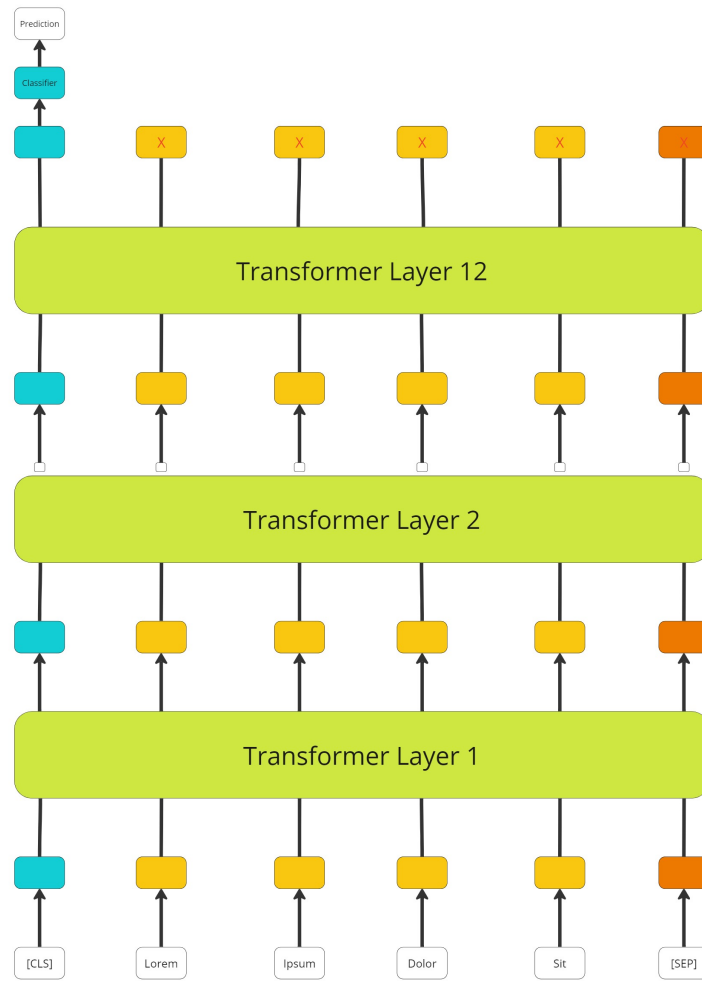 Prediction
Classifier
X X X X X
Transformer Layer 12
Transformer Layer 2
Transformer Layer 1
[CLS] Lorem Ipsum Dolor Sit [SEP]